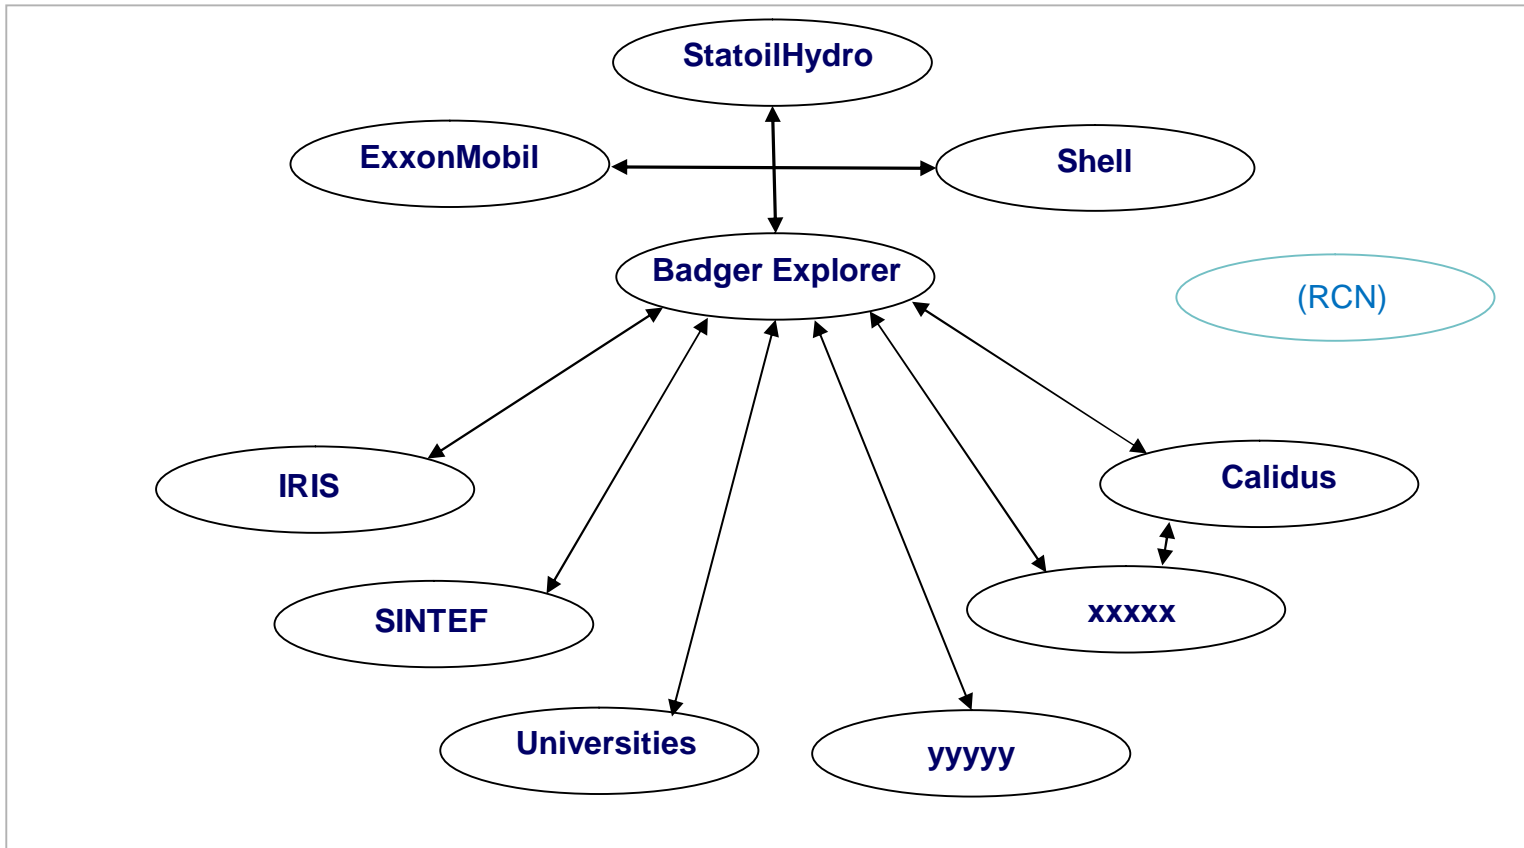 StatoilHydro
ExxonMobil
Shell
Badger Explorer
(RCN)
IRIS
Calidus
SINTEF
xxxxx
Universities
yyyyy